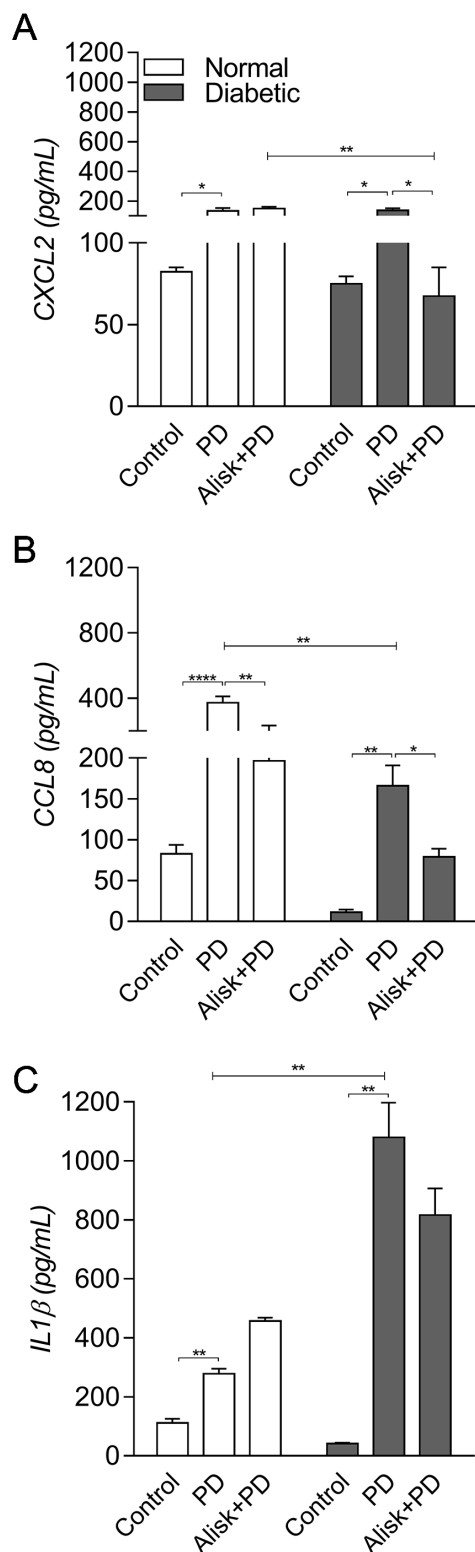 A
1200
1000
800
600
400
200
100
50
0
CXCL2 (pg/mL)
Normal
Diabetic
**
*
*
*
Control
PD
Alisk+PD
Control
PD
Alisk+PD
B
1200
800
400
200
150
100
50
0
CCL8 (pg/mL)
**
****
**
**
*
Control
PD
Alisk+PD
Control
PD
Alisk+PD
C
1200
1000
800
600
400
200
0
IL1β (pg/mL)
**
**
**
Control
PD
Alisk+PD
Control
PD
Alisk+PD